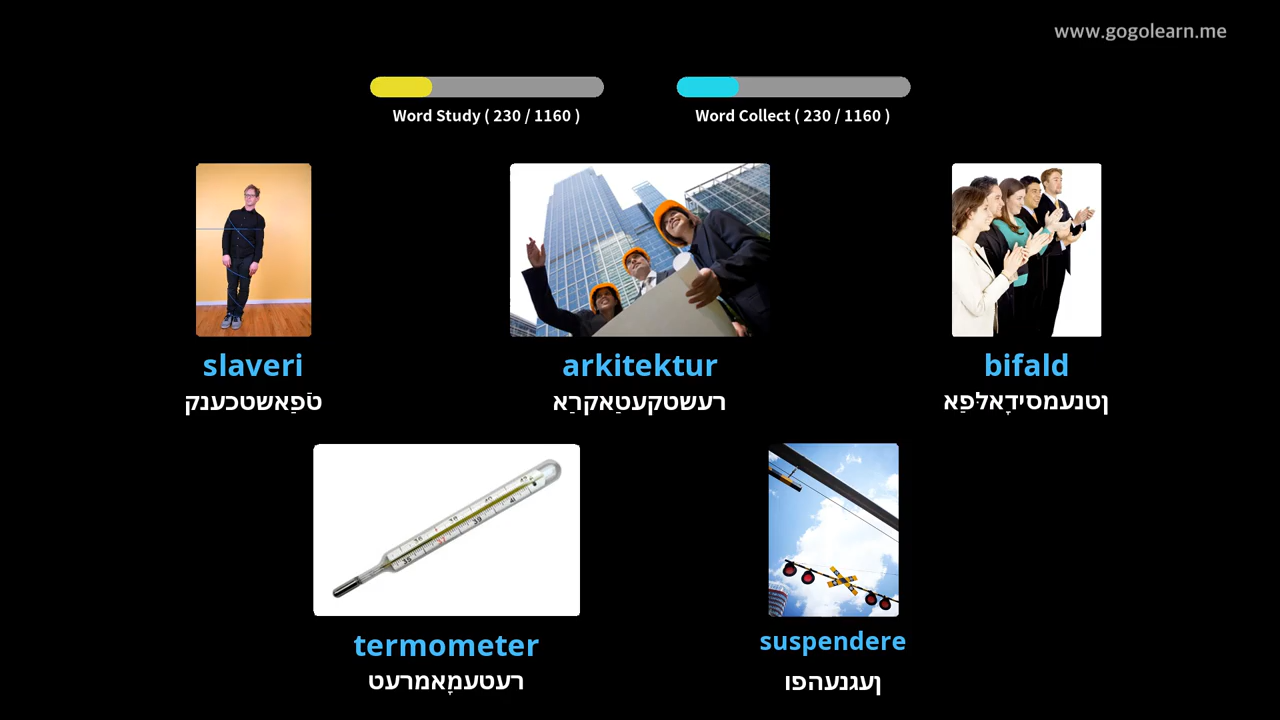 www.gogolearn.me
Word Study ( 230 / 1160 )
Word Collect ( 230 / 1160 )
slaveri
טֿפַאשטכענק
arkitektur
רעשטקעטַאקרַא
bifald
ןטנעמסידָאלּפַא
termometer
רעטעמָאמרעט
suspendere
ןעגנעהפו